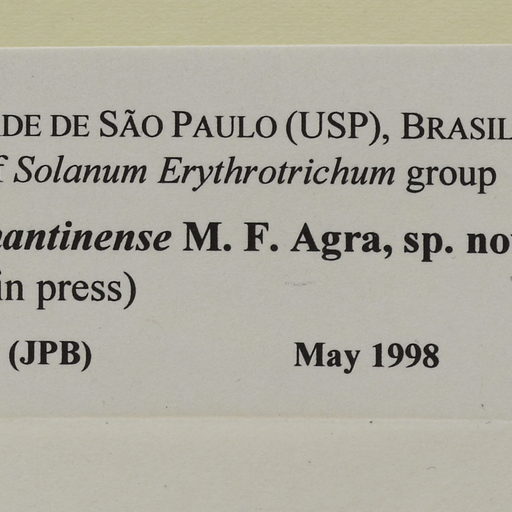 DE DE SÃO PAULO (USP), BRASIL
f Solanum Erythrotrichum group
antinense M. F. Agra, sp. no
in press)
(JPB) May 1998